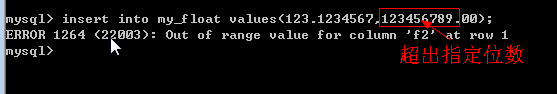 mysql> insert into my_float values(123.1234567,123456789.00);
ERROR 1264 (22003): Out of range value for column 'f2' at row 1
mysql>
超出指定位数